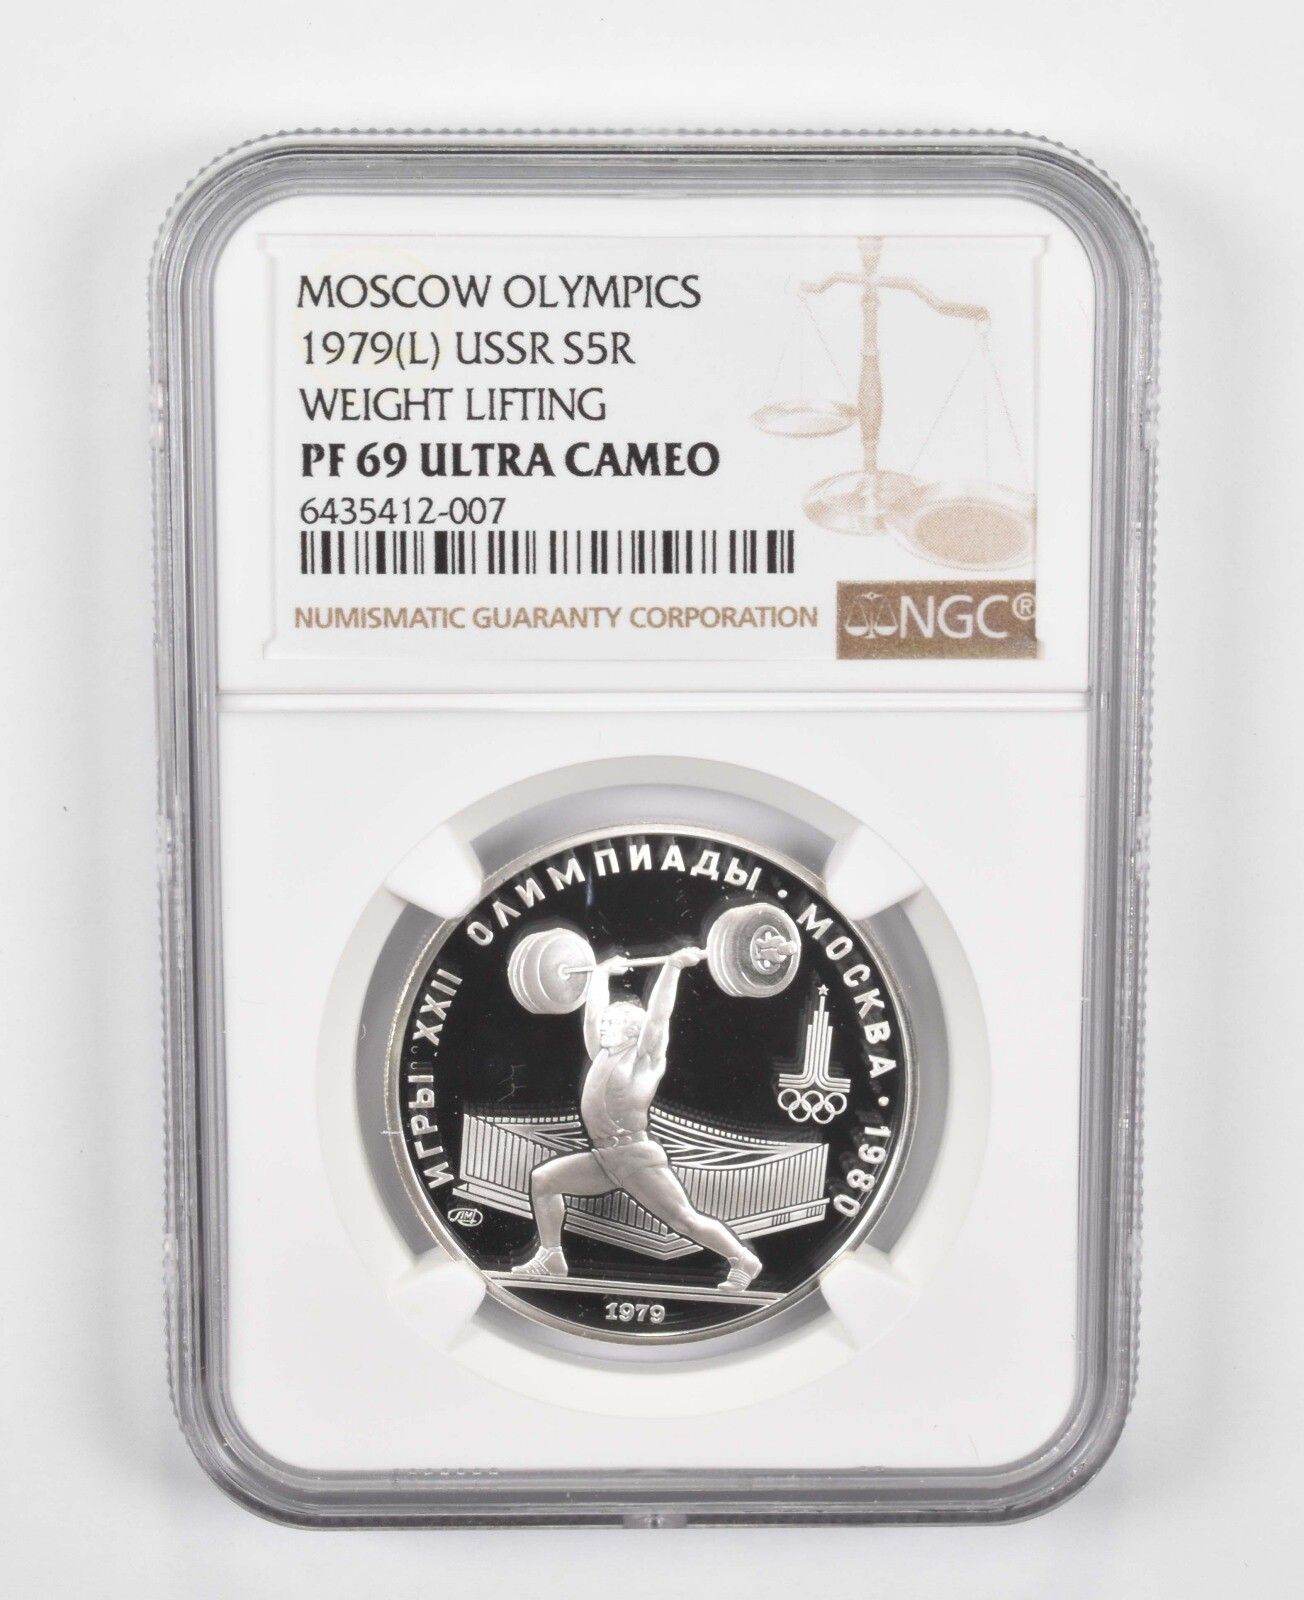 MOSCOW OLYMPICS
1979(L) USSR S5R
WEIGHT LIFTING
PF 69 ULTRA CAMEO
6435412-007
NUMISMATIC GUARANTY CORPORATION
NGC®
ИГРЫ XXII ОЛИМПИАДЫ · МОСКВА · 1980
ЛМД
1979